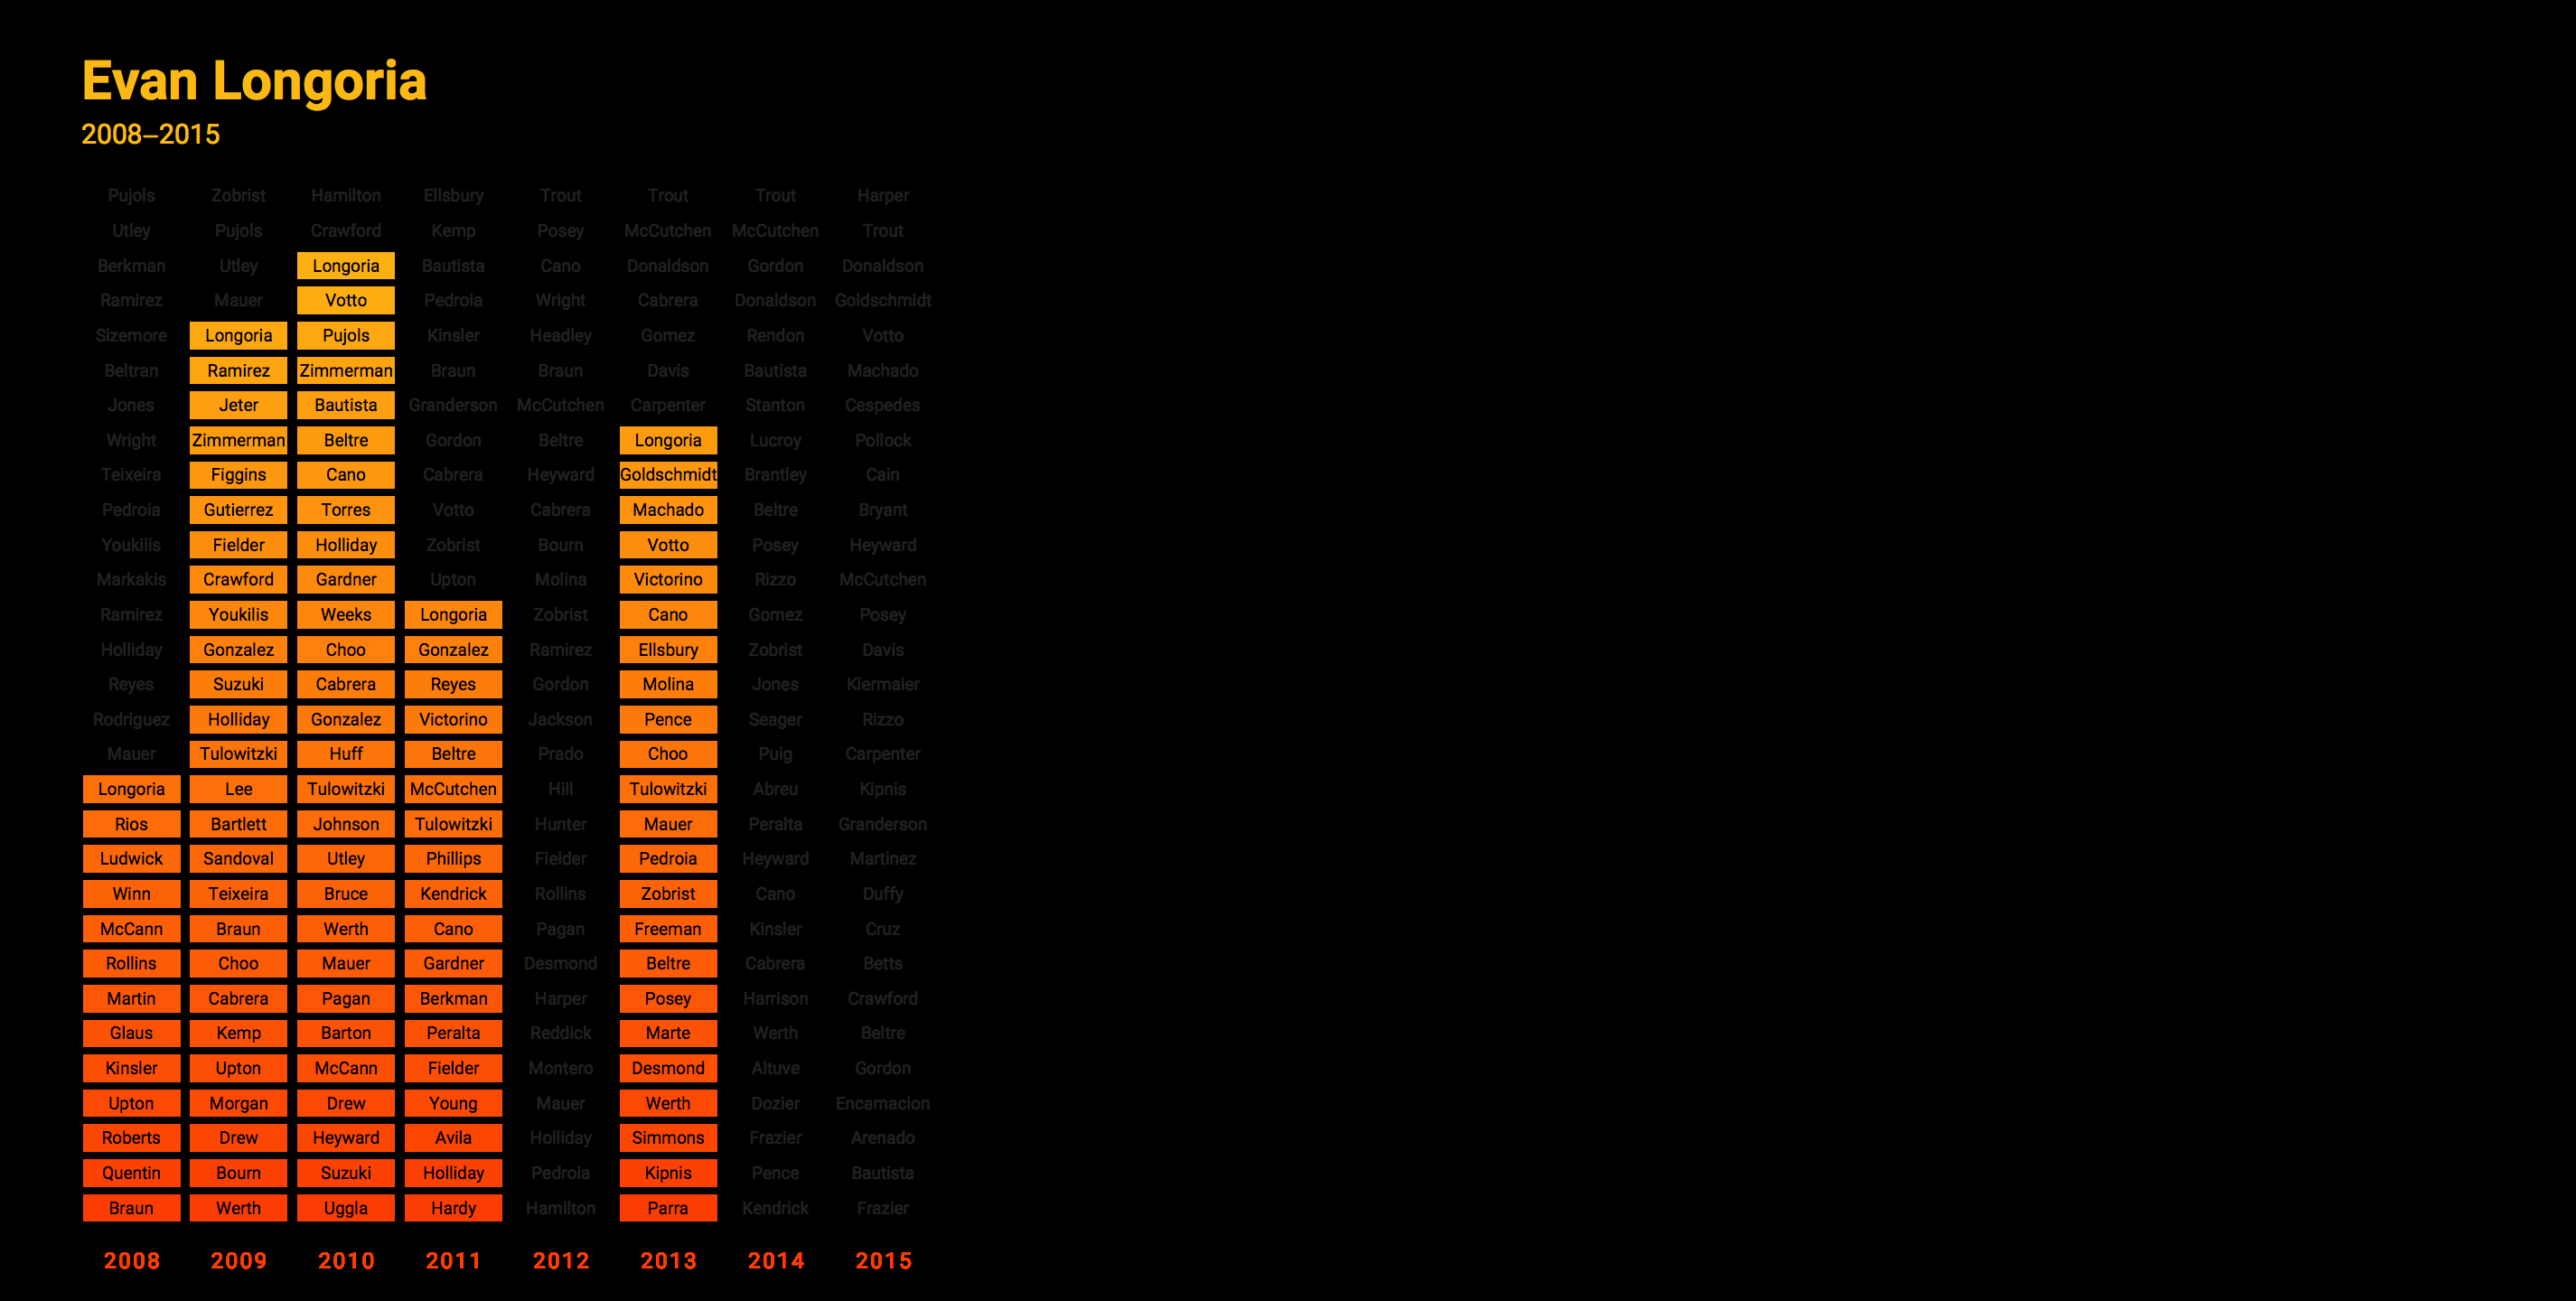 Evan Longoria
2008–2015
Pujols Zobrist Hamilton Ellsbury Trout Trout Trout Harper
Utley Pujols Crawford Kemp Posey McCutchen McCutchen Trout
Berkman Utley Longoria Bautista Cano Donaldson Gordon Donaldson
Ramirez Mauer Votto Pedroia Wright Cabrera Donaldson Goldschmidt
Sizemore Longoria Pujols Kinsler Headley Gomez Rendon Votto
Beltran Ramirez Zimmerman Braun Braun Davis Bautista Machado
Jones Jeter Bautista Granderson McCutchen Carpenter Stanton Cespedes
Wright Zimmerman Beltre Gordon Beltre Longoria Lucroy Pollock
Teixeira Figgins Cano Cabrera Heyward Goldschmidt Brantley Cain
Pedroia Gutierrez Torres Votto Cabrera Machado Beltre Bryant
Youkilis Fielder Holliday Zobrist Bourn Votto Posey Heyward
Markakis Crawford Gardner Upton Molina Victorino Rizzo McCutchen
Ramirez Youkilis Weeks Longoria Zobrist Cano Gomez Posey
Holliday Gonzalez Choo Gonzalez Ramirez Ellsbury Zobrist Davis
Reyes Suzuki Cabrera Reyes Gordon Molina Jones Kiermaier
Rodriguez Holliday Gonzalez Victorino Jackson Pence Seager Rizzo
Mauer Tulowitzki Huff Beltre Prado Choo Puig Carpenter
Longoria Lee Tulowitzki McCutchen Hill Tulowitzki Abreu Kipnis
Rios Bartlett Johnson Tulowitzki Hunter Mauer Peralta Granderson
Ludwick Sandoval Utley Phillips Fielder Pedroia Heyward Martinez
Winn Teixeira Bruce Kendrick Rollins Zobrist Cano Duffy
McCann Braun Werth Cano Pagan Freeman Kinsler Cruz
Rollins Choo Mauer Gardner Desmond Beltre Cabrera Betts
Martin Cabrera Pagan Berkman Harper Posey Harrison Crawford
Glaus Kemp Barton Peralta Reddick Marte Werth Beltre
Kinsler Upton McCann Fielder Montero Desmond Altuve Gordon
Upton Morgan Drew Young Mauer Werth Dozier Encarnacion
Roberts Drew Heyward Avila Holliday Simmons Frazier Arenado
Quentin Bourn Suzuki Holliday Pedroia Kipnis Pence Bautista
Braun Werth Uggla Hardy Hamilton Parra Kendrick Frazier
2008 2009 2010 2011 2012 2013 2014 2015